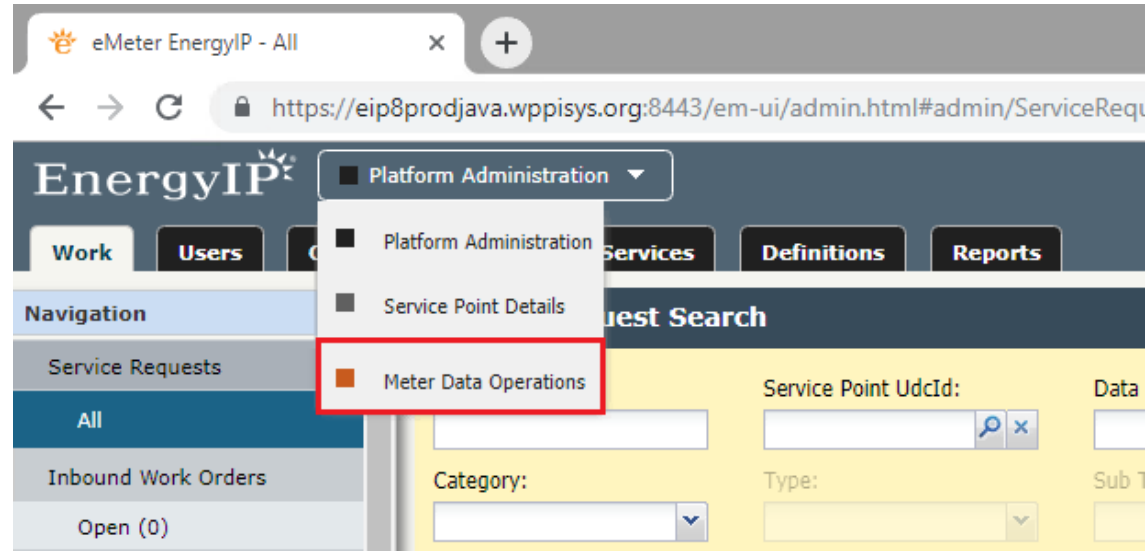 eMeter EnergyIP - All
https://eip8prodjava.wppisys.org:8443/em-ui/admin.html#admin/ServiceRequ
EnergyIP Platform Administration
Work Users Services Definitions Reports
Platform Administration
Service Point Details
Meter Data Operations
Navigation
uest Search
Service Requests
All
Inbound Work Orders
Open (0)
Service Point UdcId: Data
Category: Type: Sub T